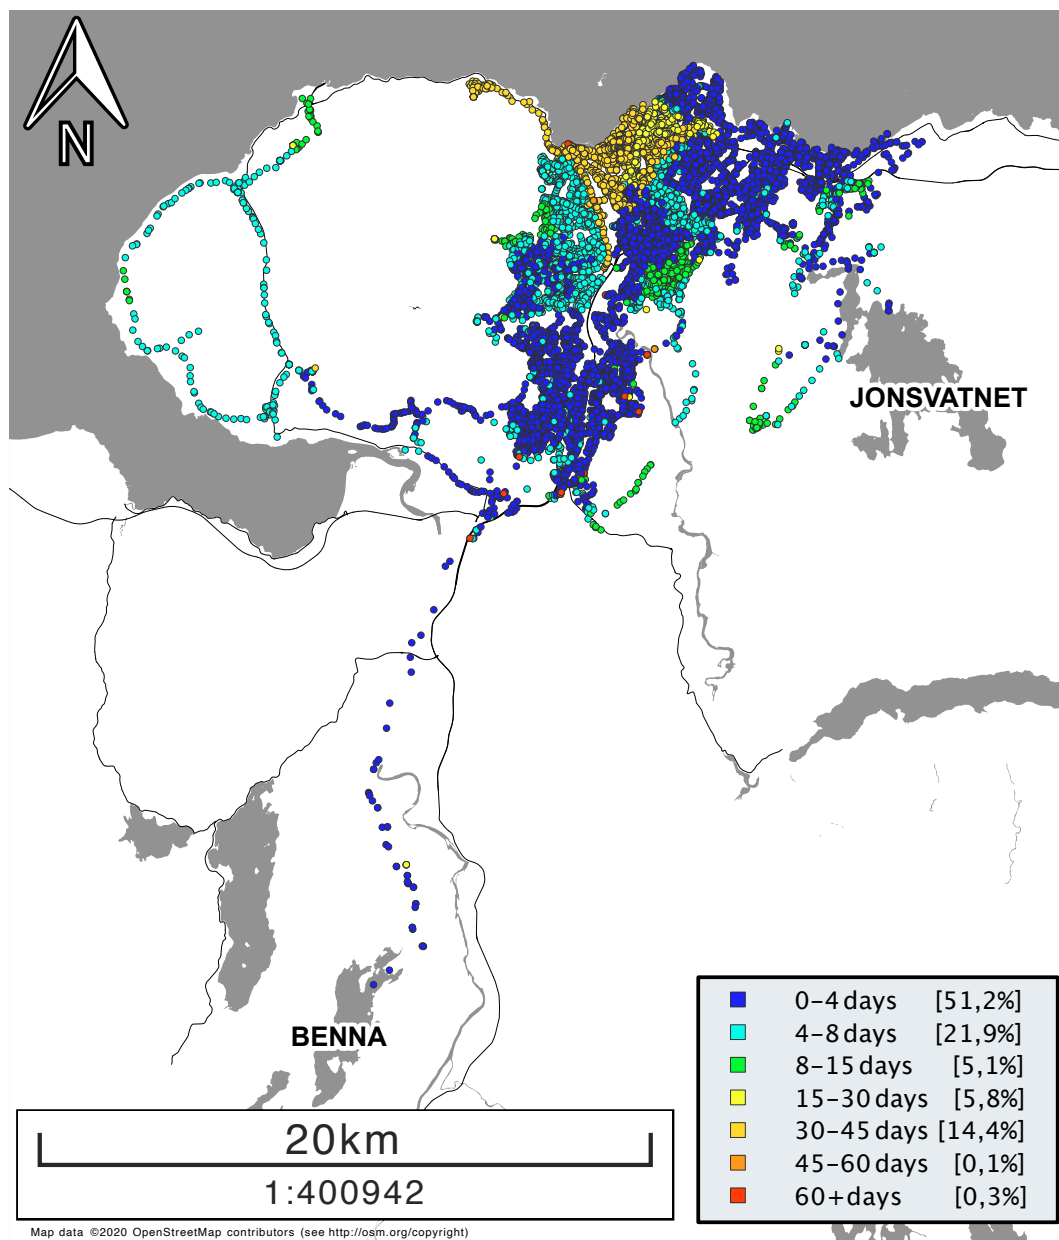 N
JONSVATNET
BENNA
0-4 days [51,2%]
4-8 days [21,9%]
8-15 days [5,1%]
15-30 days [5,8%]
30-45 days [14,4%]
45-60 days [0,1%]
60+days [0,3%]
20km
1:400942
Map data ©2020 OpenStreetMap contributors (see http://osm.org/copyright)